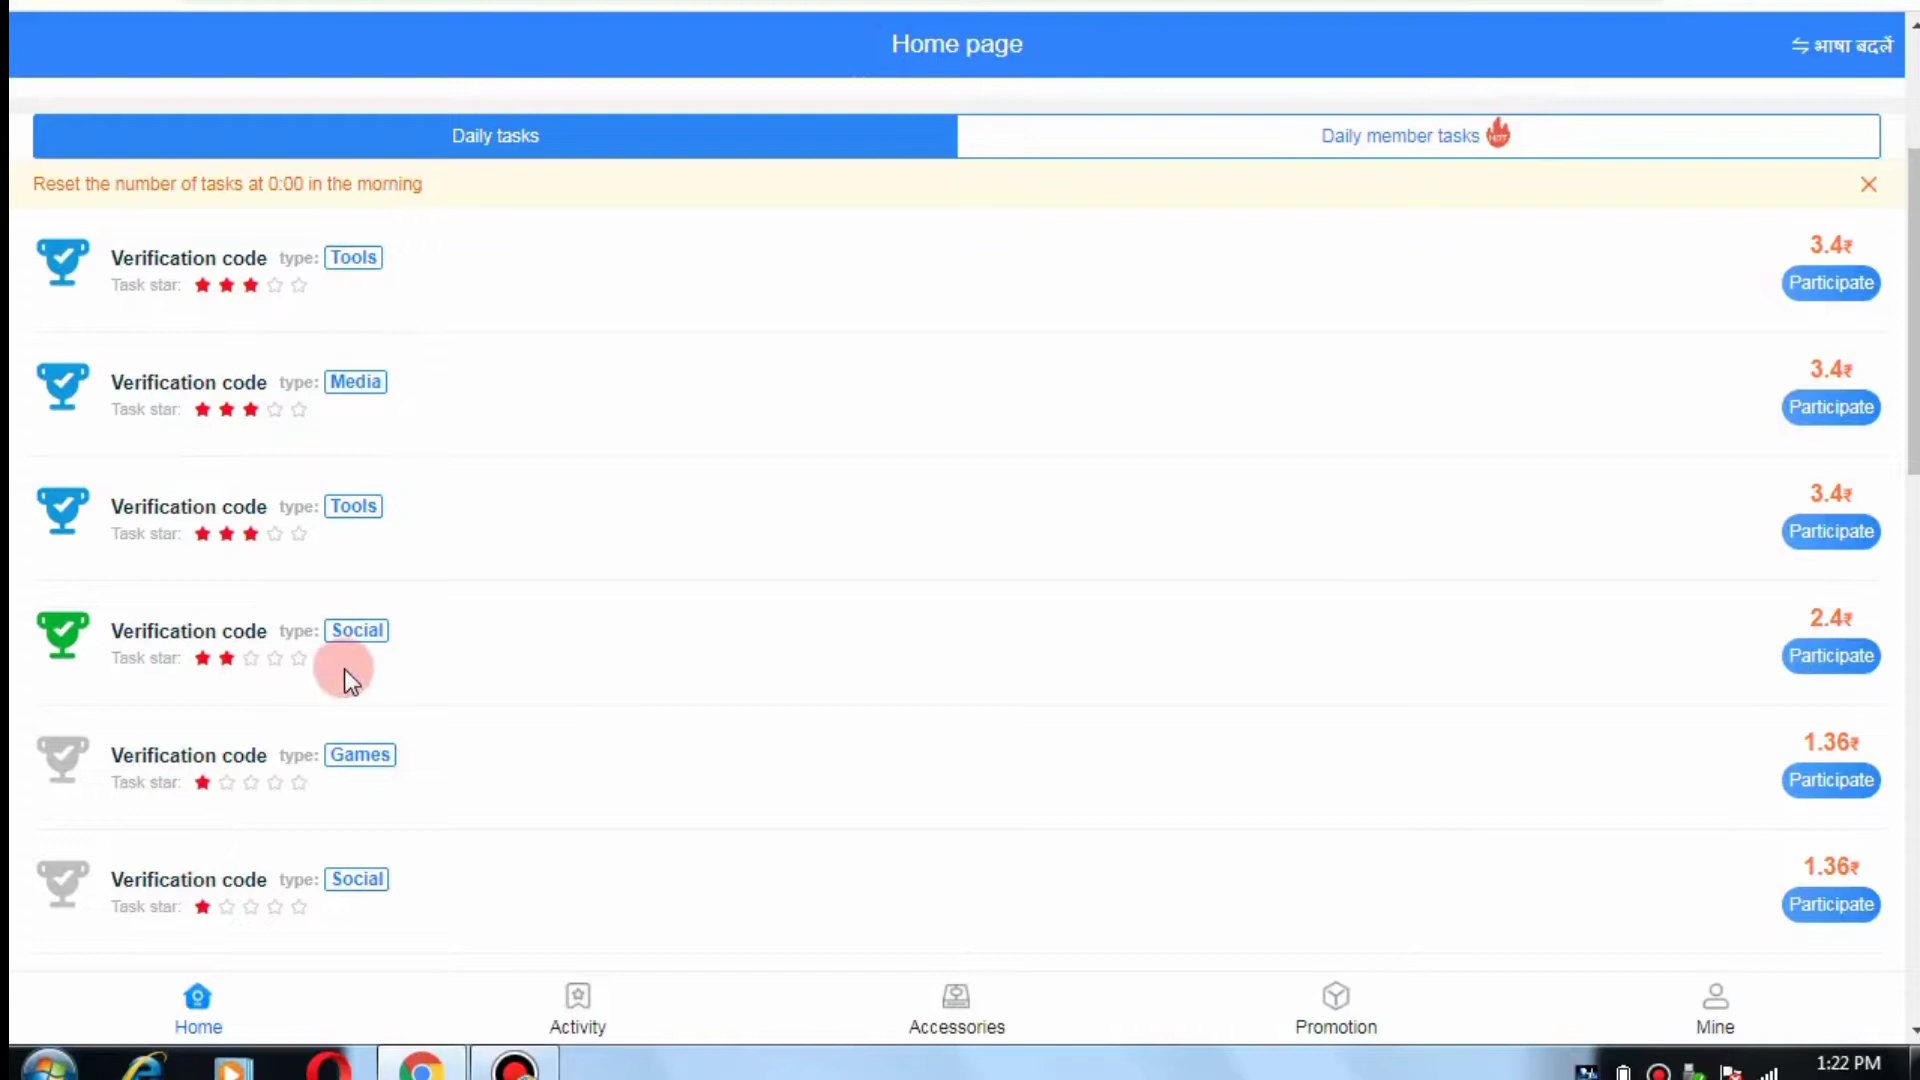 Home page
⇋ भाषा बदलें
Daily tasks
Daily member tasks
Reset the number of tasks at 0:00 in the morning
Verification code type: Tools
Task star:
3.4₹
Participate
Verification code type: Media
Task star:
3.4₹
Participate
Verification code type: Tools
Task star:
3.4₹
Participate
Verification code type: Social
Task star:
2.4₹
Participate
Verification code type: Games
Task star:
1.36₹
Participate
Verification code type: Social
Task star:
1.36₹
Participate
Home
Activity
Accessories
Promotion
Mine
1:22 PM